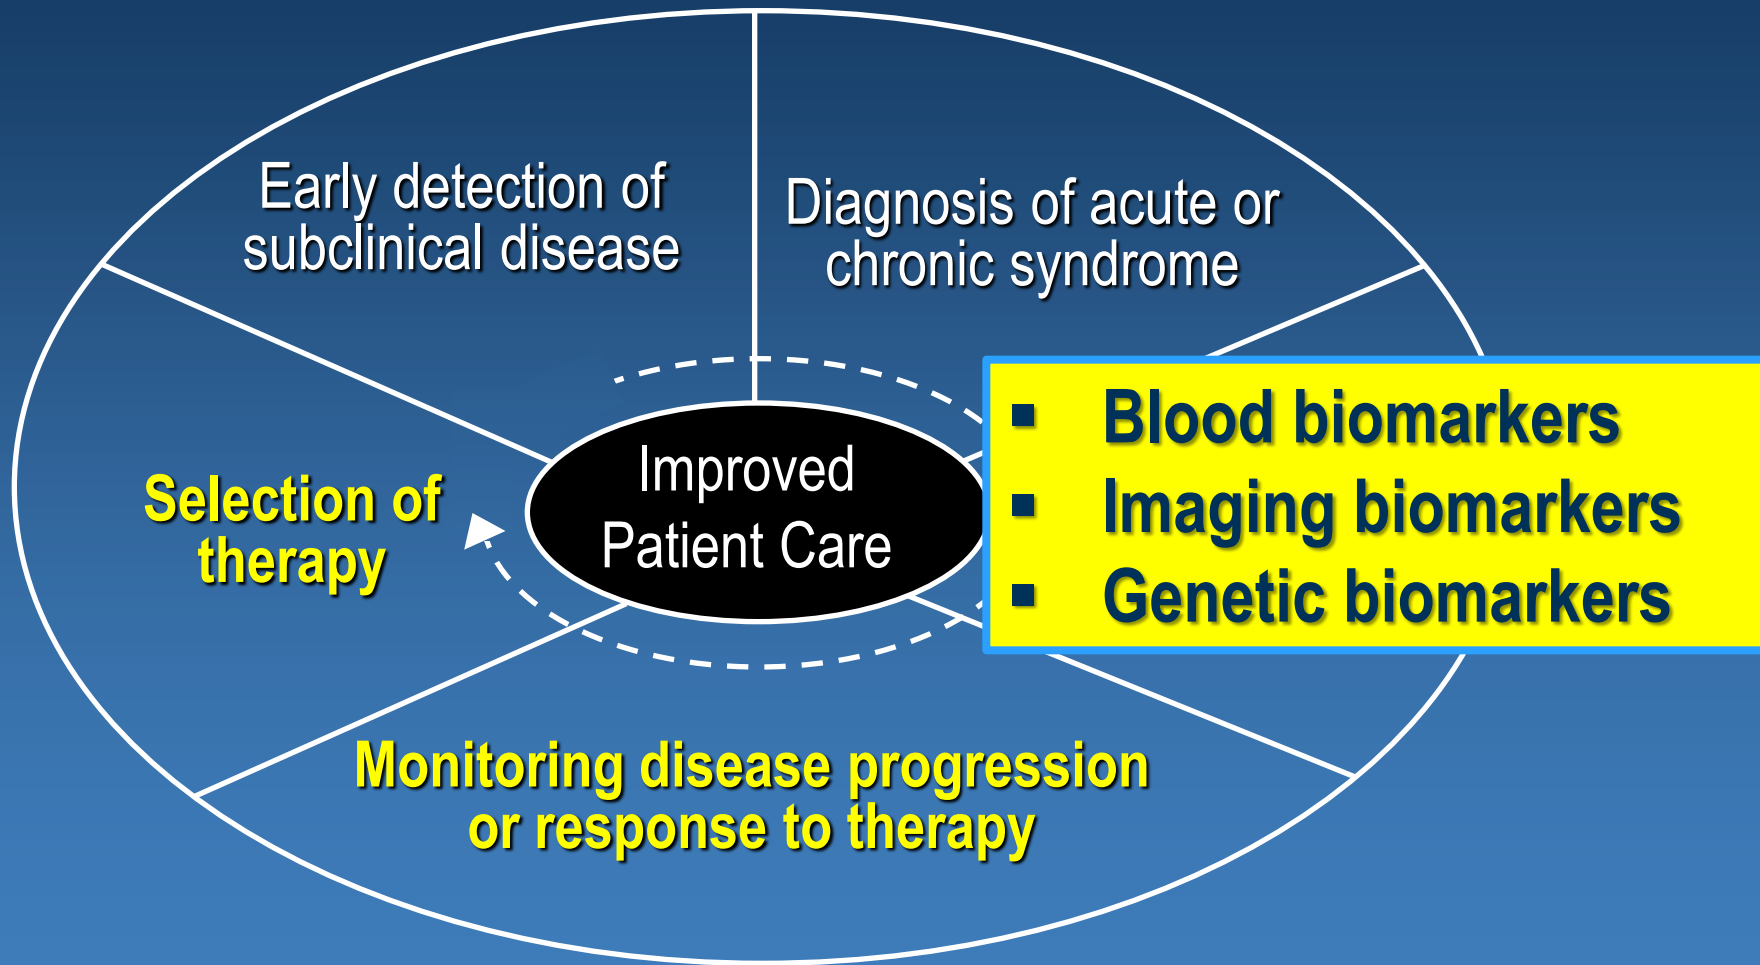 Early detection of
subclinical disease
Diagnosis of acute or
chronic syndrome
▪ Blood biomarkers
▪ Imaging biomarkers
▪ Genetic biomarkers
Improved
Patient Care
Selection of
therapy
Monitoring disease progression
or response to therapy